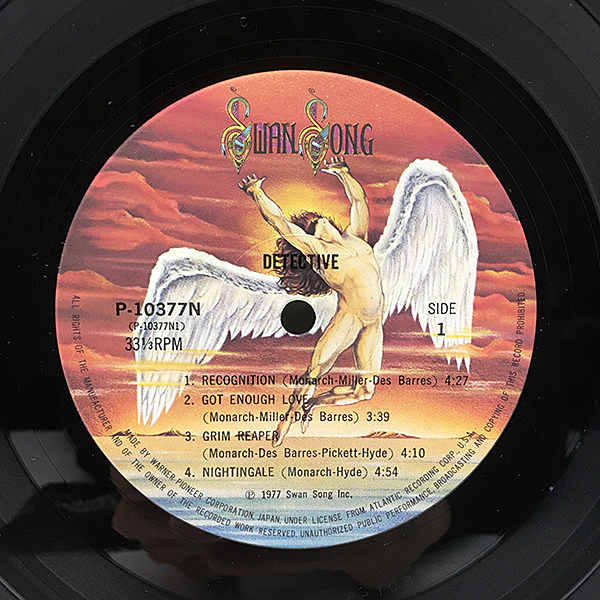 SWAN SONG
DETECTIVE
P-10377N
(P-10377N1)
33⅓RPM
SIDE
1
1. RECOGNITION (Monarch-Miller-Des Barres) 4:27
2. GOT ENOUGH LOVE
(Monarch-Miller-Des Barres) 3:39
3. GRIM REAPER
(Monarch-Des Barres-Pickett-Hyde) 4:10
4. NIGHTINGALE (Monarch-Hyde) 4:54
Ⓟ 1977 Swan Song Inc.
MADE BY WARNER-PIONEER CORPORATION, JAPAN, UNDER LICENSE FROM ATLANTIC RECORDING CORP., U.S.A.
ALL RIGHTS OF THE MANUFACTURER AND OF THE OWNER OF THE RECORDED WORK RESERVED. UNAUTHORIZED PUBLIC PERFORMANCE, BROADCASTING AND COPYING OF THIS RECORD PROHIBITED.